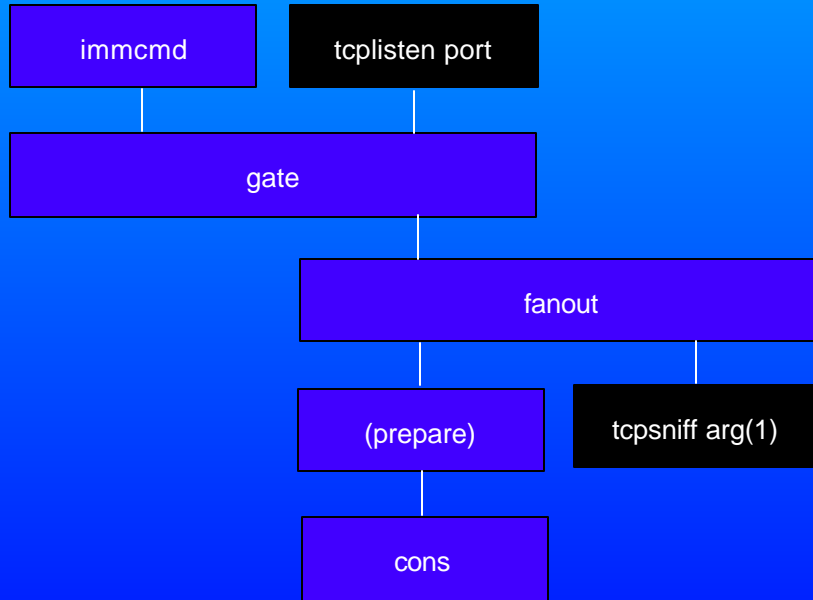 immcmd
tcplisten port
gate
fanout
(prepare)
tcpsniff arg(1)
cons